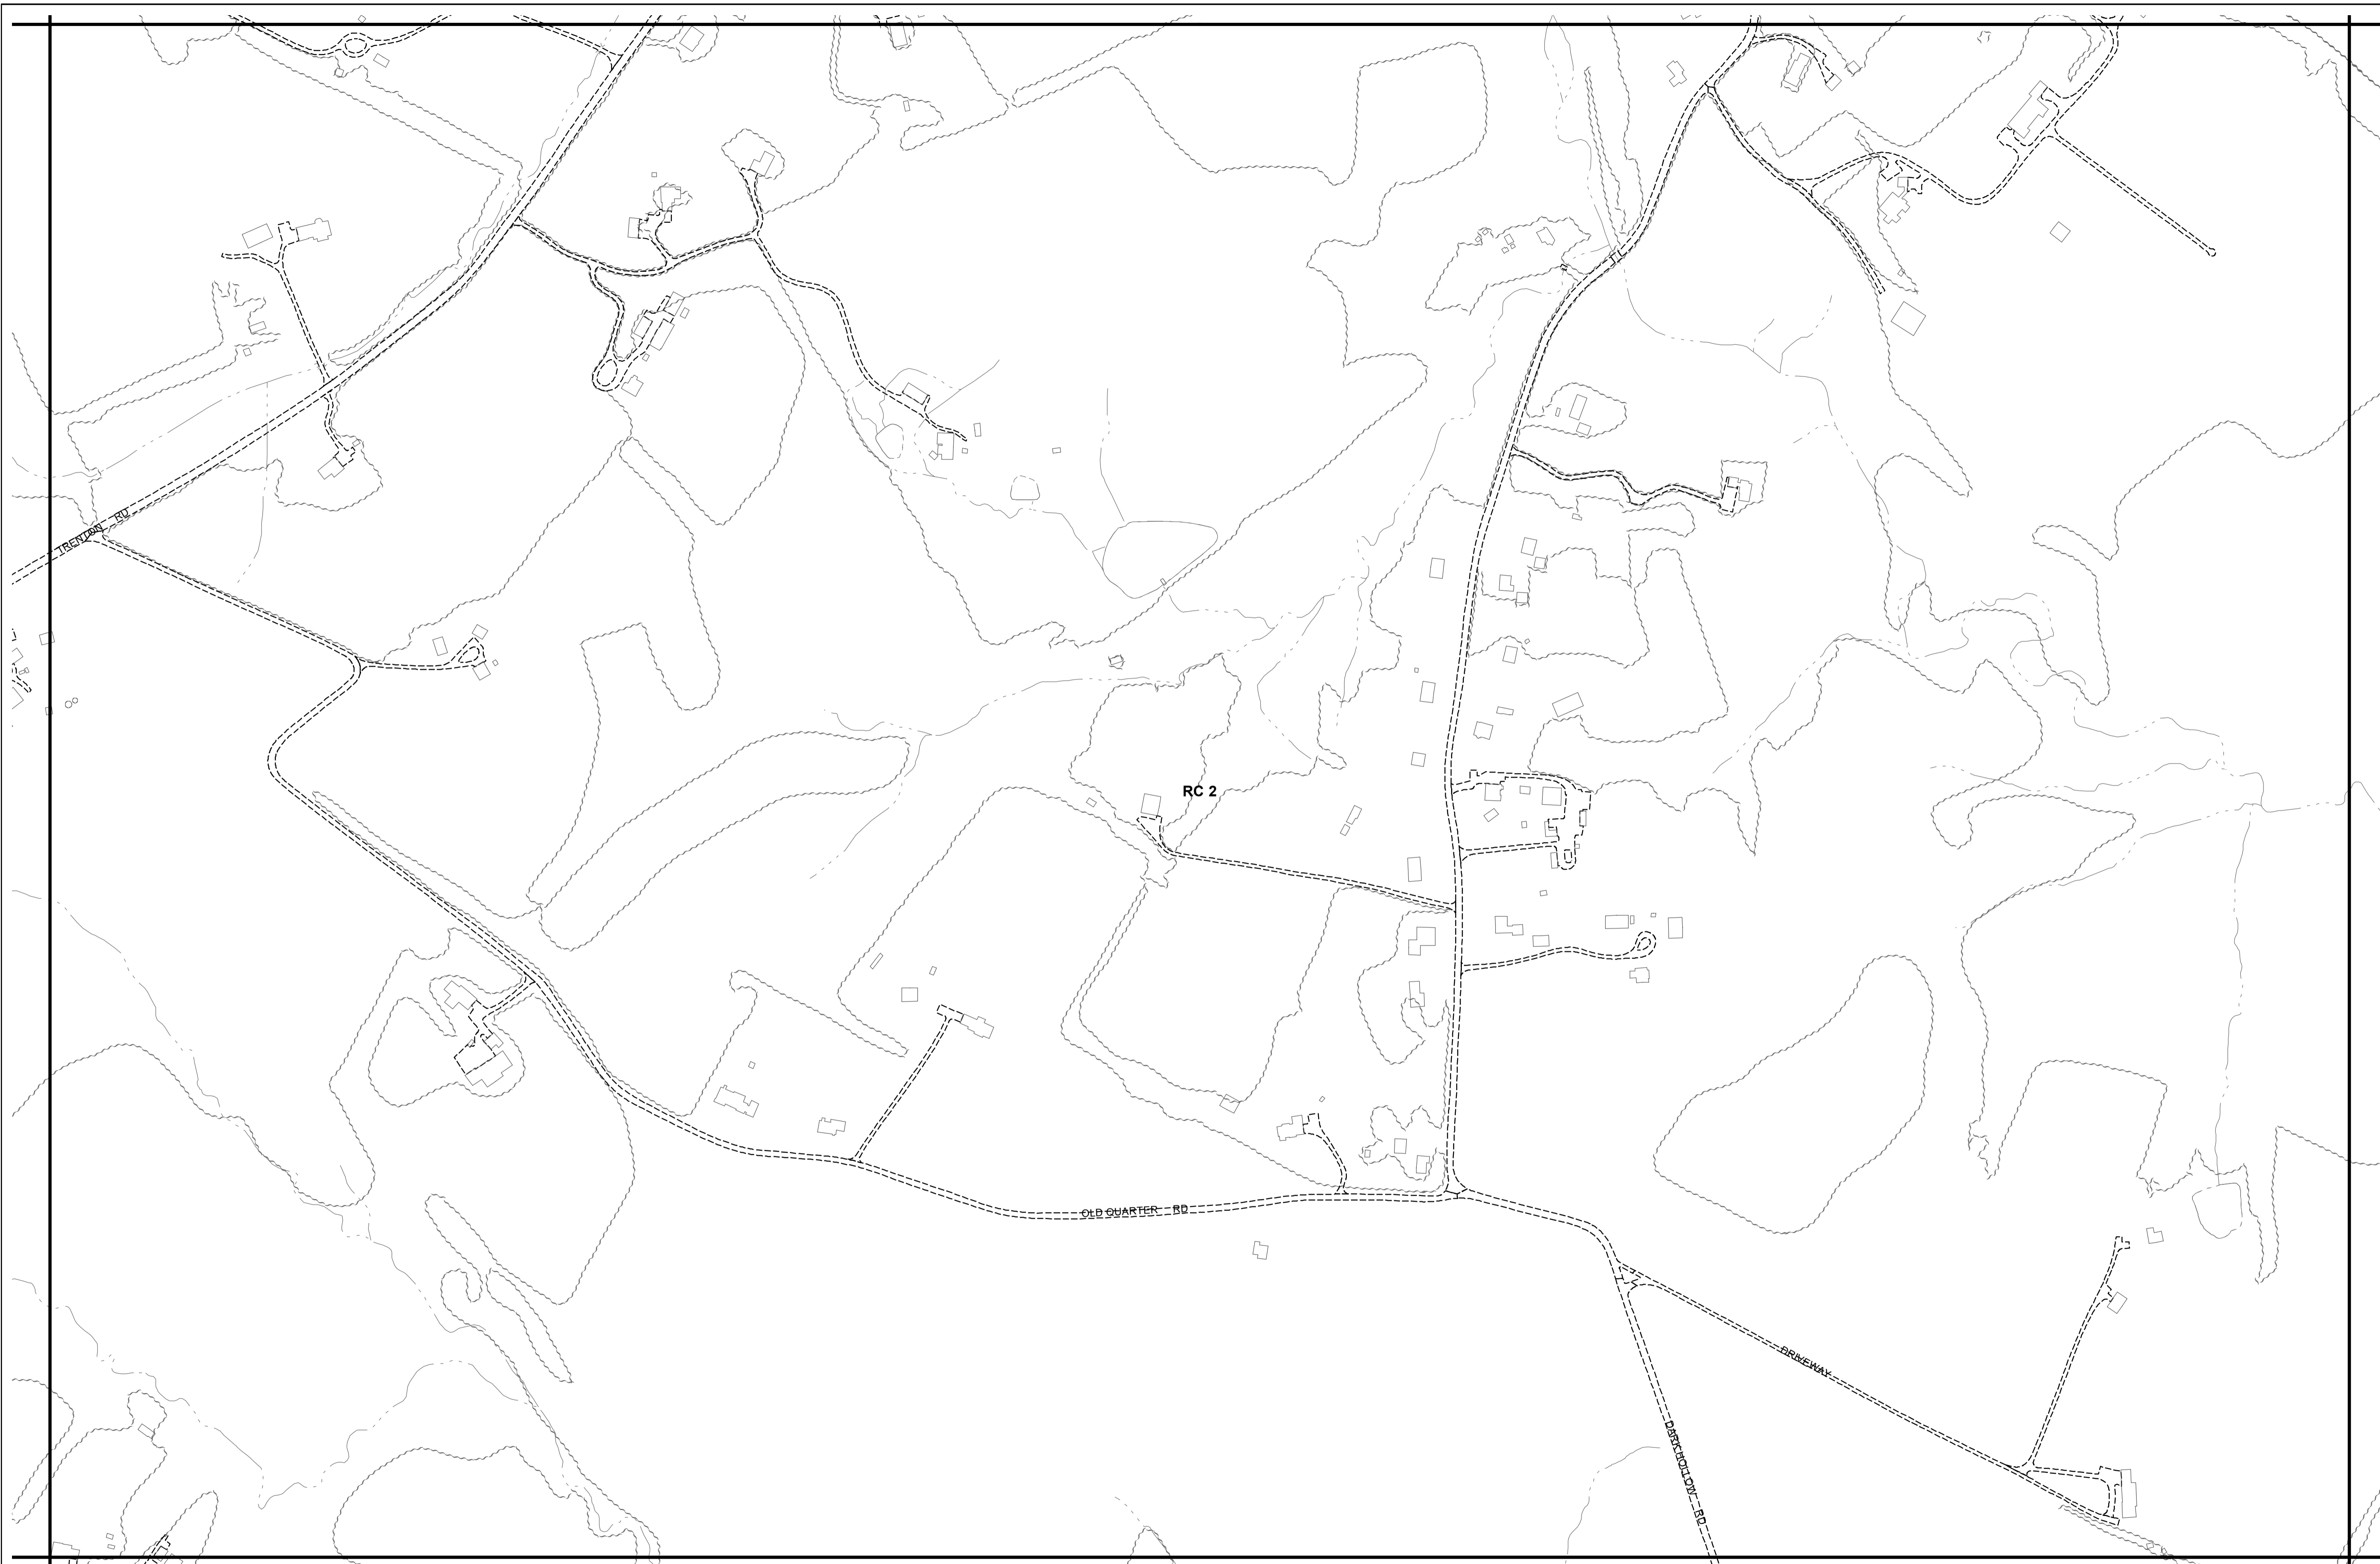 TRENTON RD
RC 2
OLD QUARTER RD
DRIVEWAY
DARK HOLLOW RD